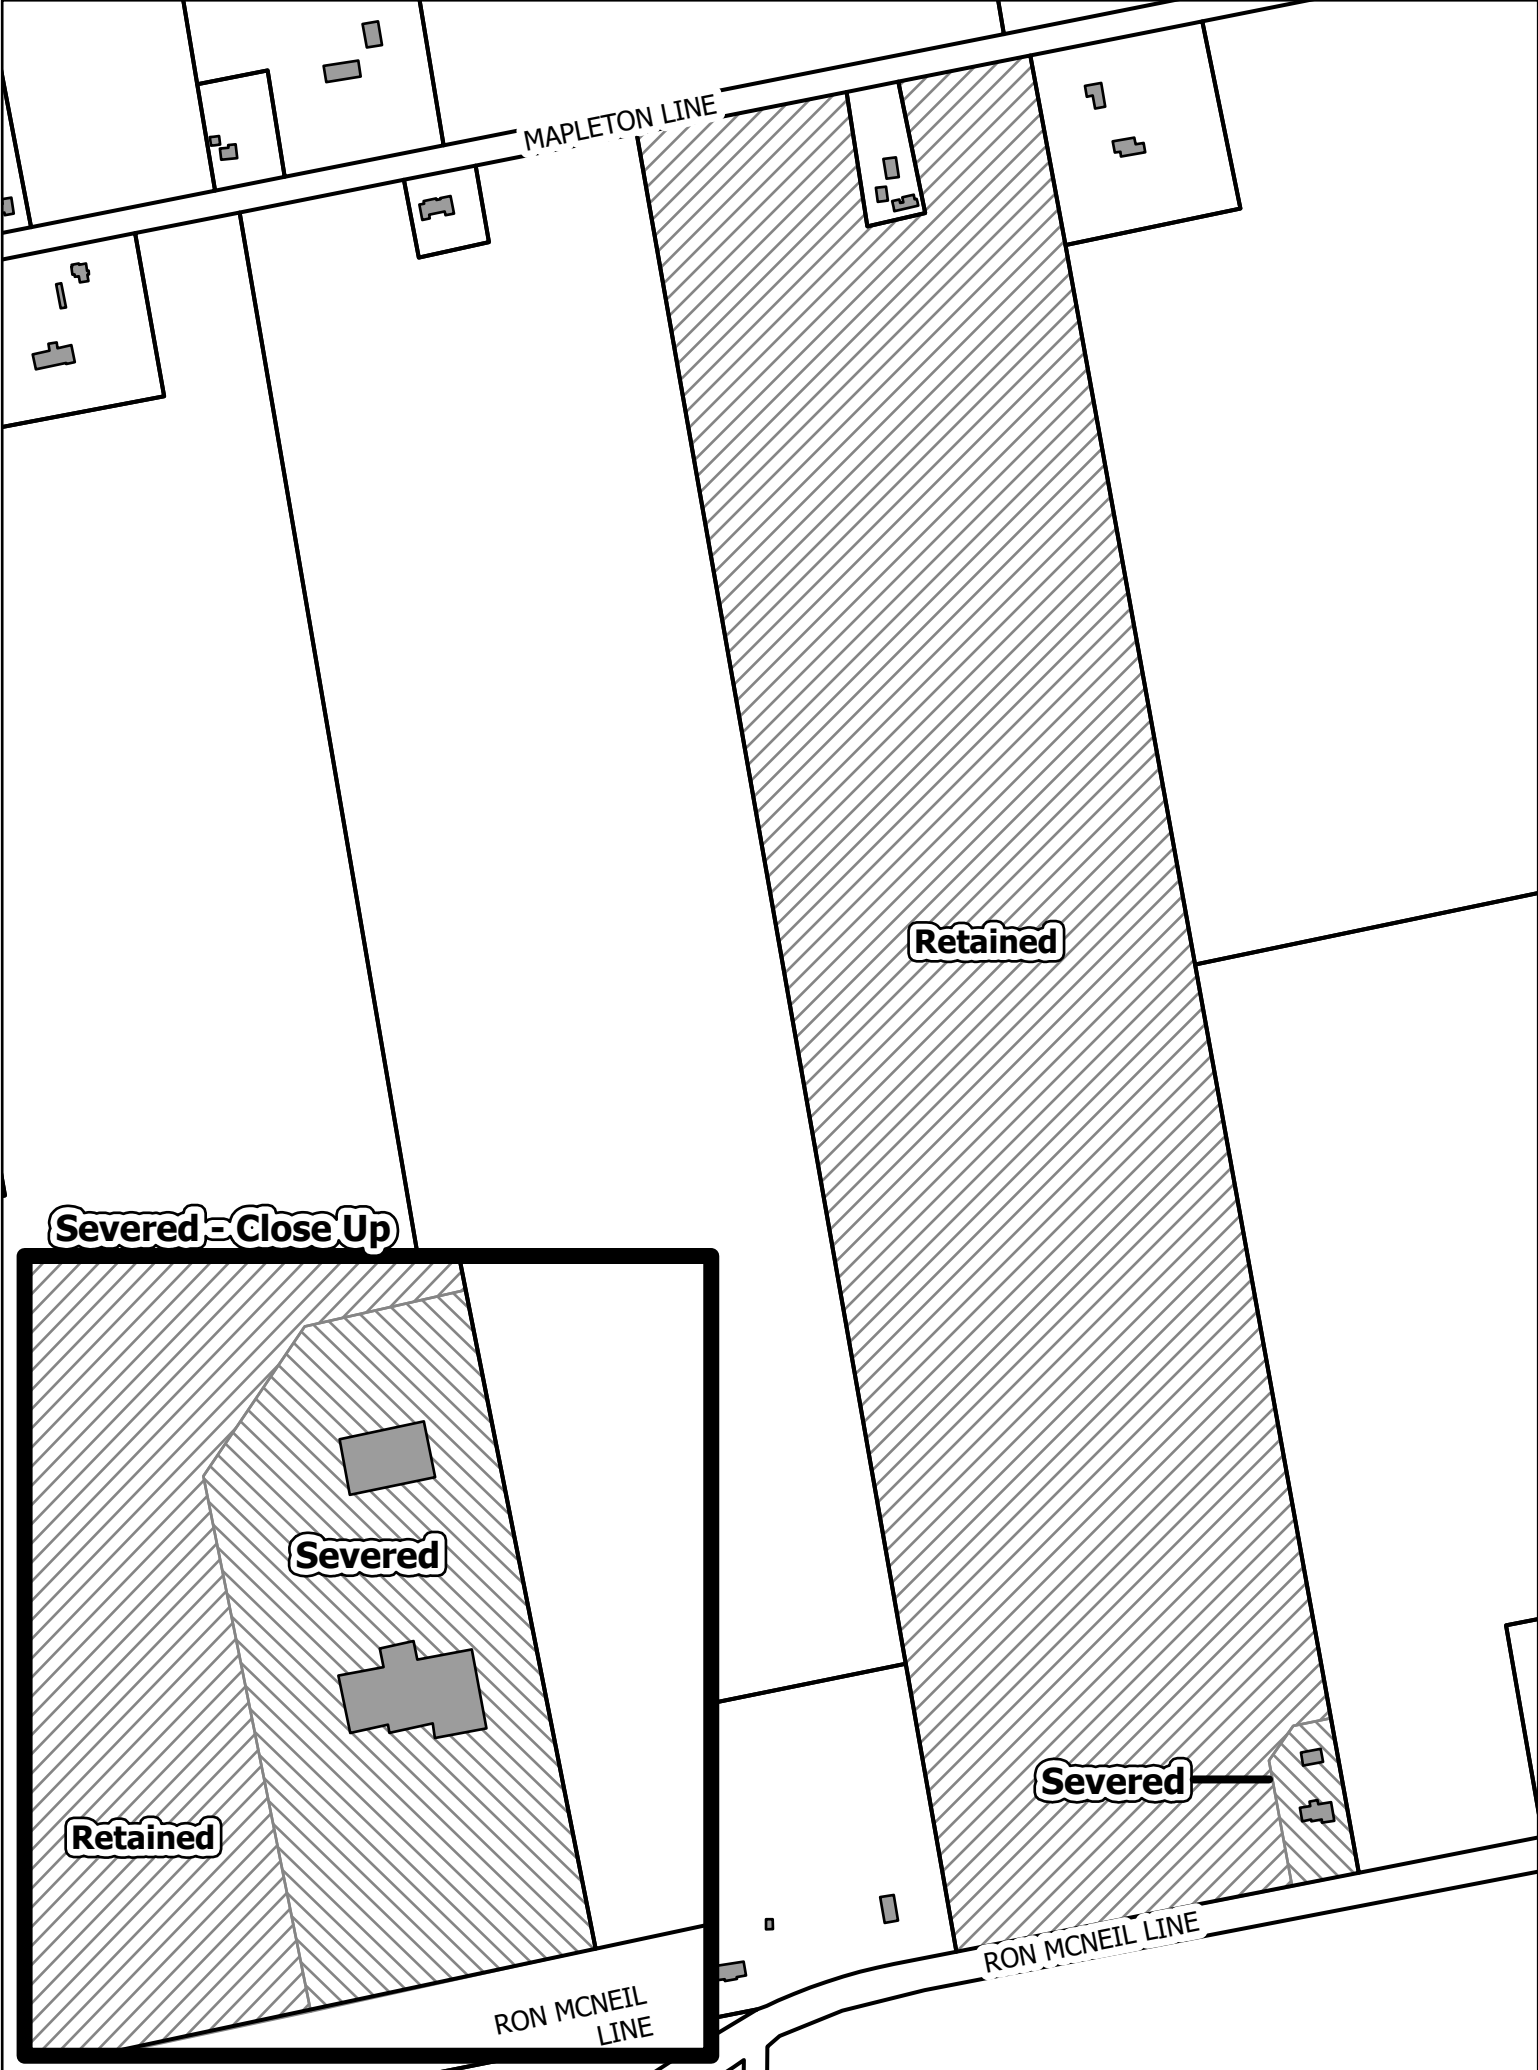 MAPLETON LINE
Retained
Severed - Close Up
Severed
Retained
RON MCNEIL
LINE
Severed
RON MCNEIL LINE